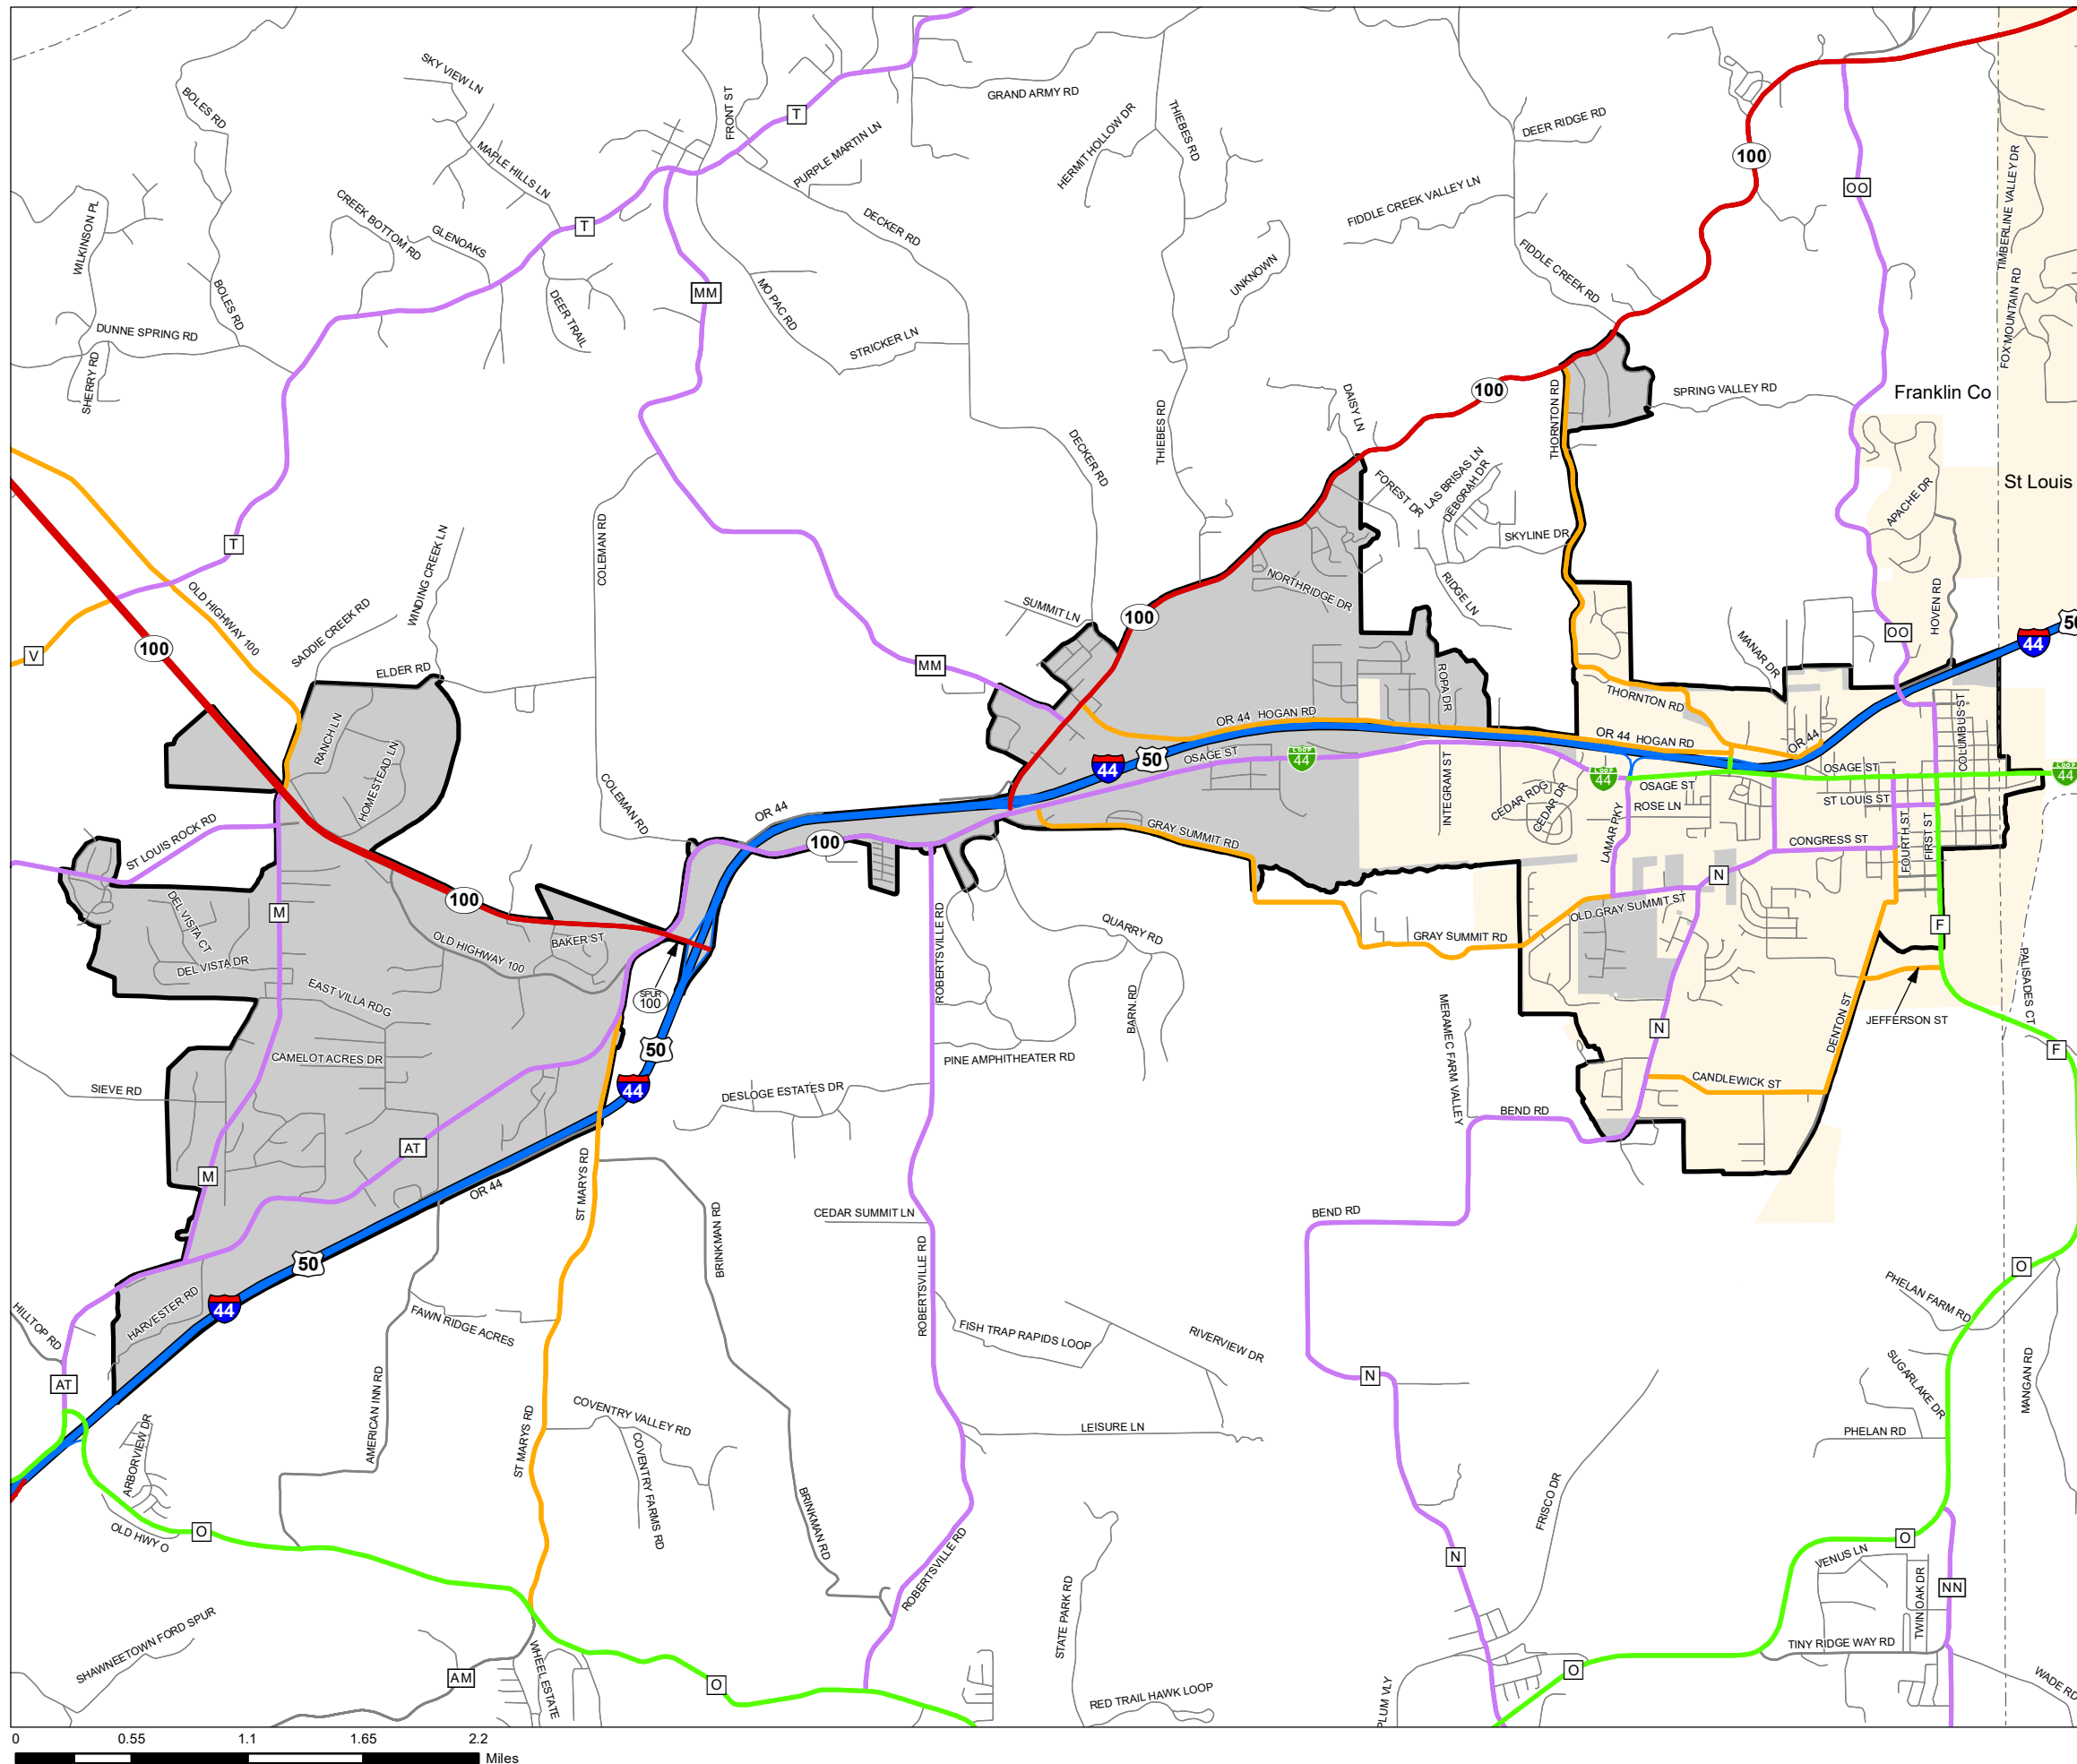 SKY VIEW LN
BOLES RD
FRONT ST
T
GRAND ARMY RD
HERMIT HOLLOW DR
THIEBES RD
DEER RIDGE RD
100
OO
TIMBERLINE VALLEY DR
MAPLE HILLS LN
PURPLE MARTIN LN
WILKINSON PL
CREEK BOTTOM RD
GLENOAKS
T
DECKER RD
FIDDLE CREEK VALLEY LN
FIDDLE CREEK RD
UNKNOWN
FOX MOUNTAIN RD
BOLES RD
MM
MO PAC RD
DEER TRAIL
DUNNE SPRING RD
STRICKER LN
SHERRY RD
100
DAISY LN
THORNTON RD
SPRING VALLEY RD
Franklin Co
THIEBES RD
DECKER RD
St Louis
FOREST DR
LAS BRISAS LN
DEBORAH DR
APACHE DR
SKYLINE DR
T
COLEMAN RD
WINDING CREEK LN
OLD HIGHWAY 100
SADDIE CREEK RD
NORTHRIDGE DR
RIDGE LN
SUMMIT LN
100
HOVEN RD
OO
50
44
V
100
ELDER RD
MM
MANAR DR
ROPA DR
THORNTON RD
RANCH LN
HOMESTEAD LN
OR 44
HOGAN RD
OR 44
HOGAN RD
OR 44
COLUMBUS ST
44
50
OSAGE ST
LOOP
44
INTEGRAM ST
LOOP
44
OSAGE ST
OSAGE ST
LOOP
44
COLEMAN RD
OR 44
CEDAR RDG
CEDAR DR
LAMAR PKY
ROSE LN
ST LOUIS ST
ST LOUIS ROCK RD
100
GRAY SUMMIT RD
CONGRESS ST
FOURTH ST
FIRST ST
N
M
100
DEL VISTA CT
DEL VISTA DR
OLD HIGHWAY 100
BAKER ST
ROBERTSVILLE RD
QUARRY RD
GRAY SUMMIT RD
OLD GRAY SUMMIT ST
F
PALISADES CT
EAST VILLA RDG
SPUR
100
BARN RD
MERAMEC FARM VALLEY
N
DENTON ST
JEFFERSON ST
CAMELOT ACRES DR
50
PINE AMPHITHEATER RD
F
SIEVE RD
44
DESLOGE ESTATES DR
CANDLEWICK ST
BEND RD
AT
M
OR 44
ST MARYS RD
BRINKMAN RD
CEDAR SUMMIT LN
BEND RD
50
ROBERTSVILLE RD
O
HILLTOP RD
HARVESTER RD
44
FAWN RIDGE ACRES
FISH TRAP RAPIDS LOOP
RIVERVIEW DR
PHELAN FARM RD
AT
AMERICAN INN RD
N
SUGARLAKE DR
MANGAN RD
ARBORVIEW DR
ST MARYS RD
COVENTRY VALLEY RD
COVENTRY FARMS RD
LEISURE LN
PHELAN RD
OLD HWY O
O
BRINKMAN RD
ROBERTSVILLE RD
FRISCO DR
N
O
VENUS LN
TWIN OAK DR
NN
STATE PARK RD
SHAWNEETOWN FORD SPUR
AM
WHEEL ESTATE
O
RED TRAIL HAWK LOOP
PLUM VLY
O
TINY RIDGE WAY RD
WADE RD
0 0.55 1.1 1.65 2.2
Miles